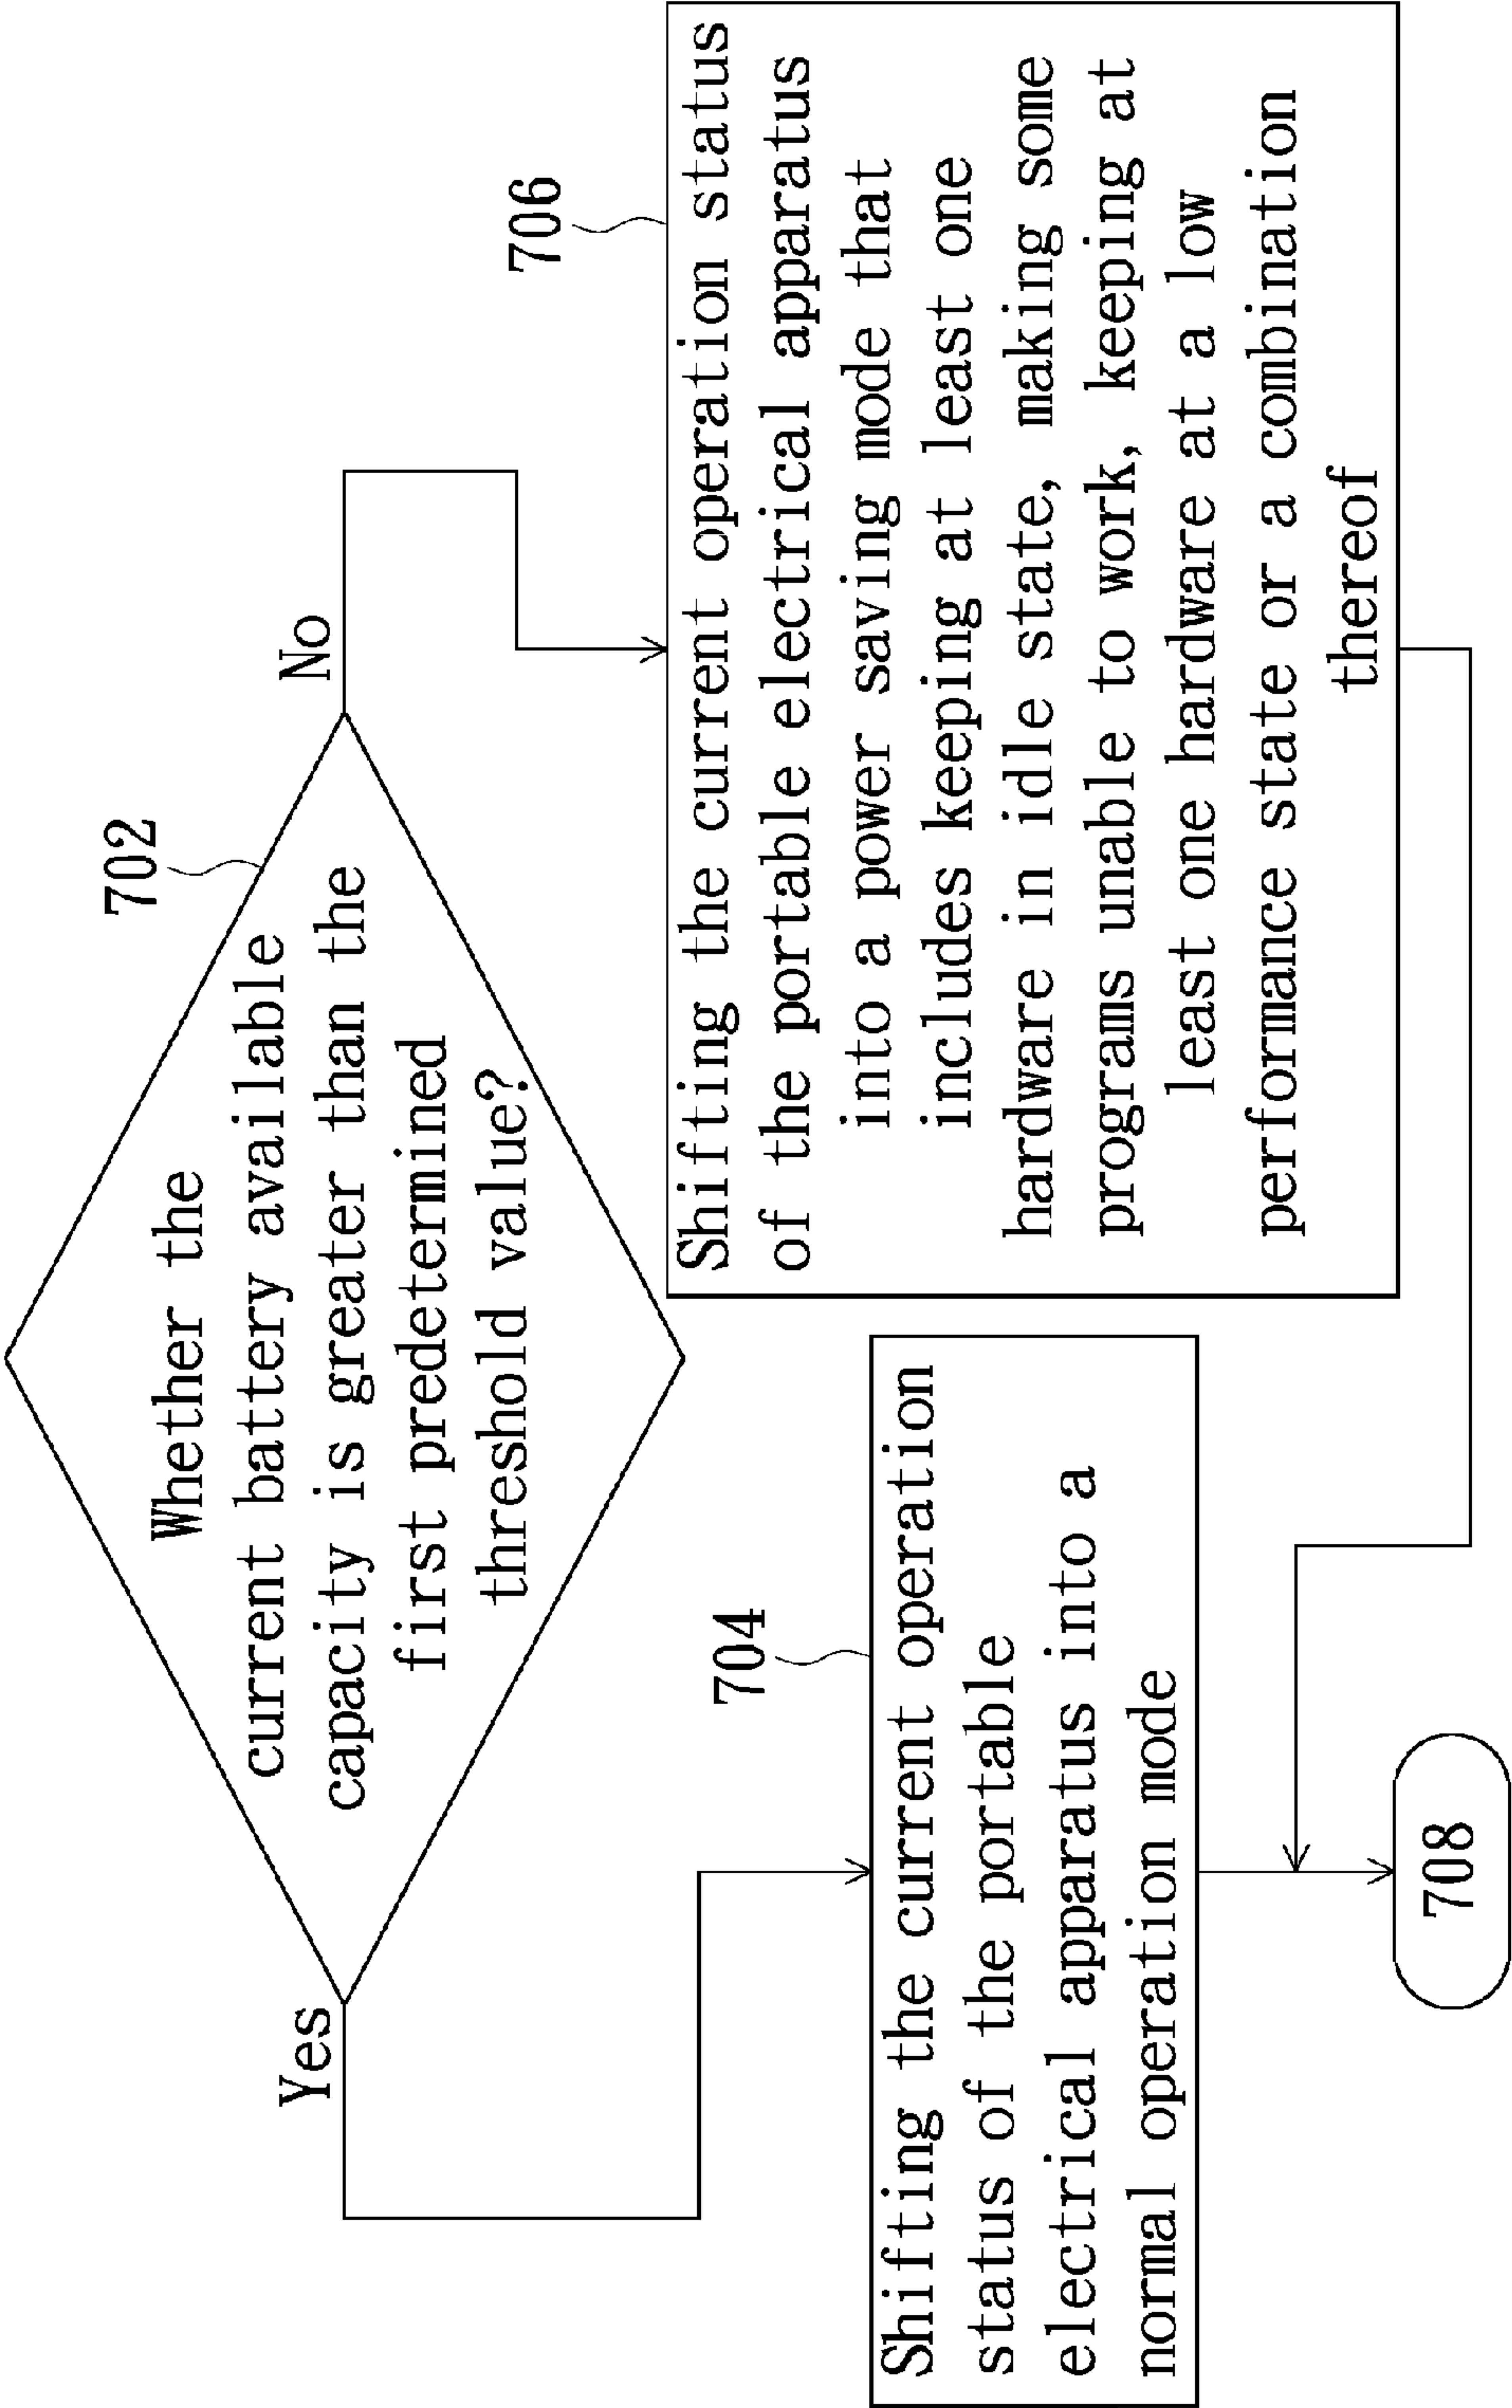 702
Whether the
current battery available
capacity is greater than the
first predetermined
threshold value?
Yes
No
704
Shifting the current operation
status of the portable
electrical apparatus into a
normal operation mode
706
Shifting the current operation status
of the portable electrical apparatus
into a power saving mode that
includes keeping at least one
hardware in idle state, making some
programs unable to work, keeping at
least one hardware at a low
performance state or a combination
thereof
708